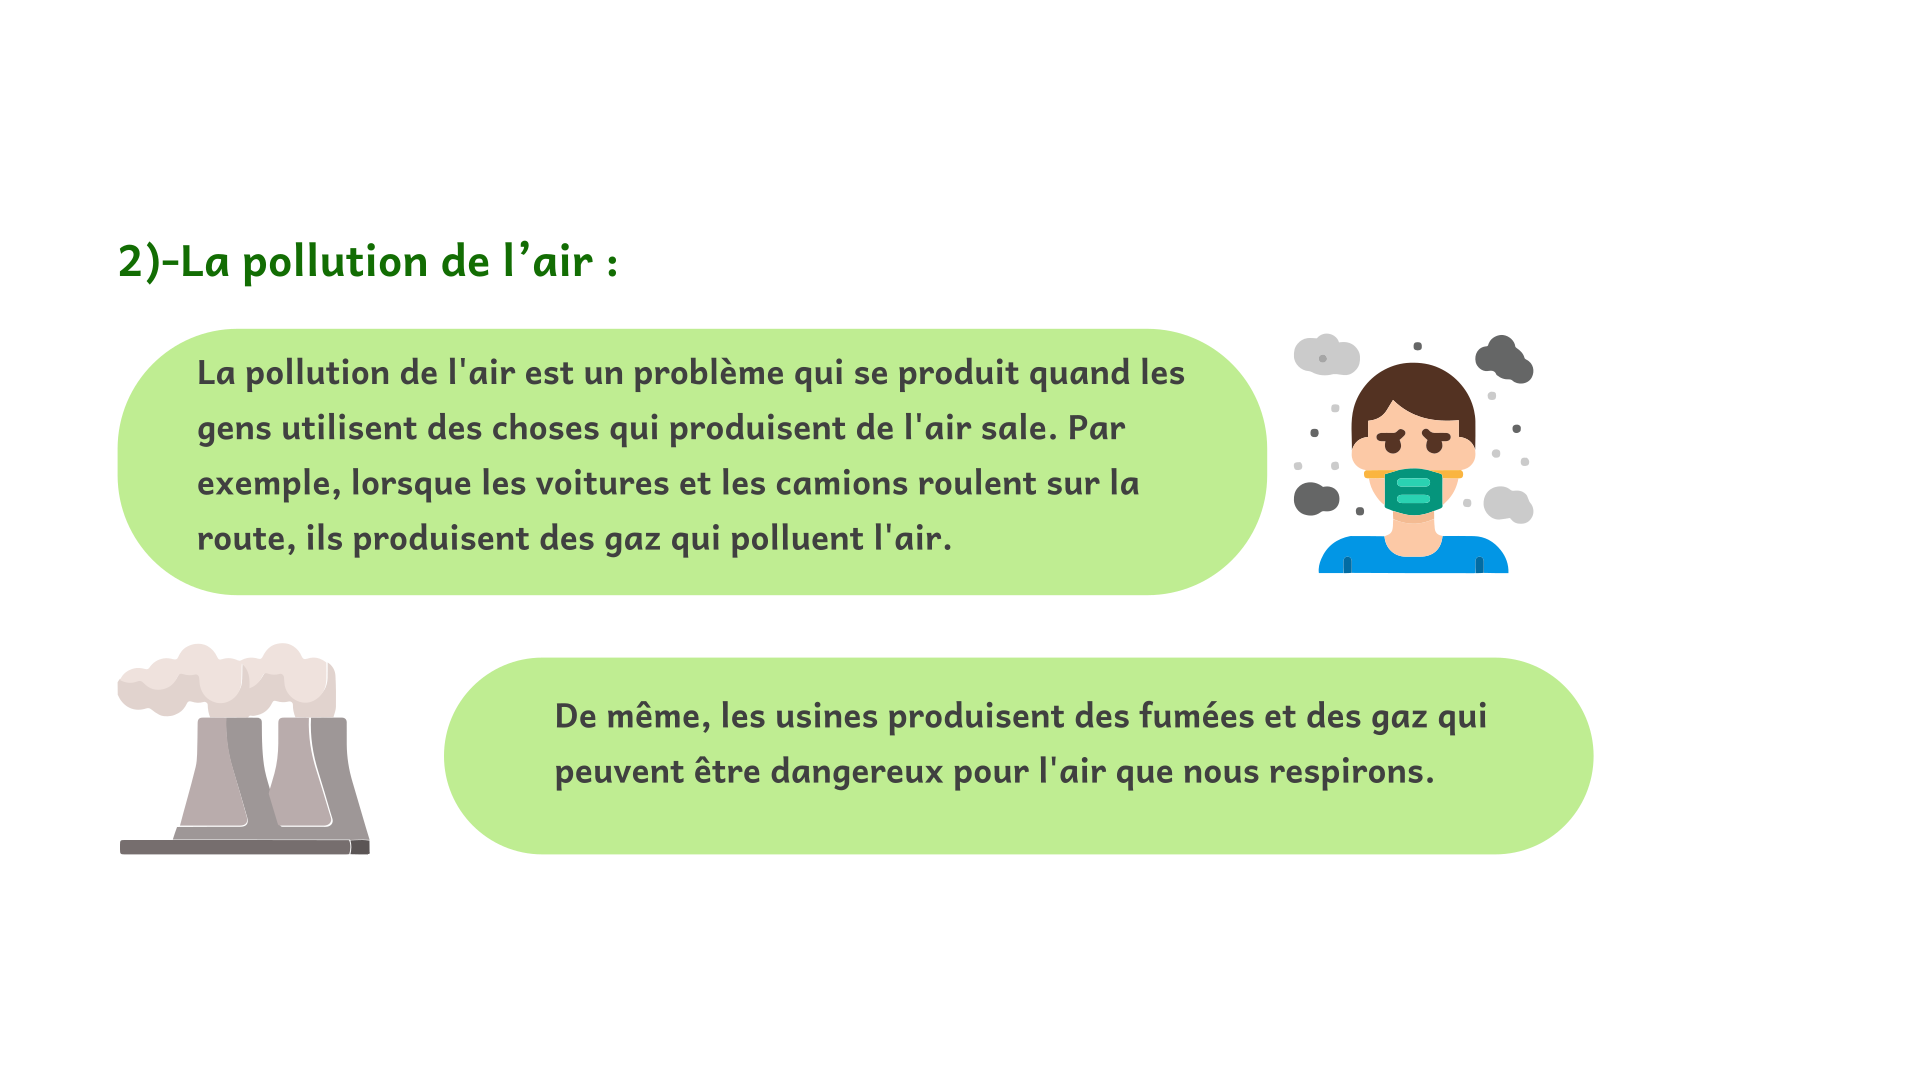 2)-La pollution de l’air :
La pollution de l'air est un problème qui se produit quand les
gens utilisent des choses qui produisent de l'air sale. Par
exemple, lorsque les voitures et les camions roulent sur la
route, ils produisent des gaz qui polluent l'air.
De même, les usines produisent des fumées et des gaz qui
peuvent être dangereux pour l'air que nous respirons.